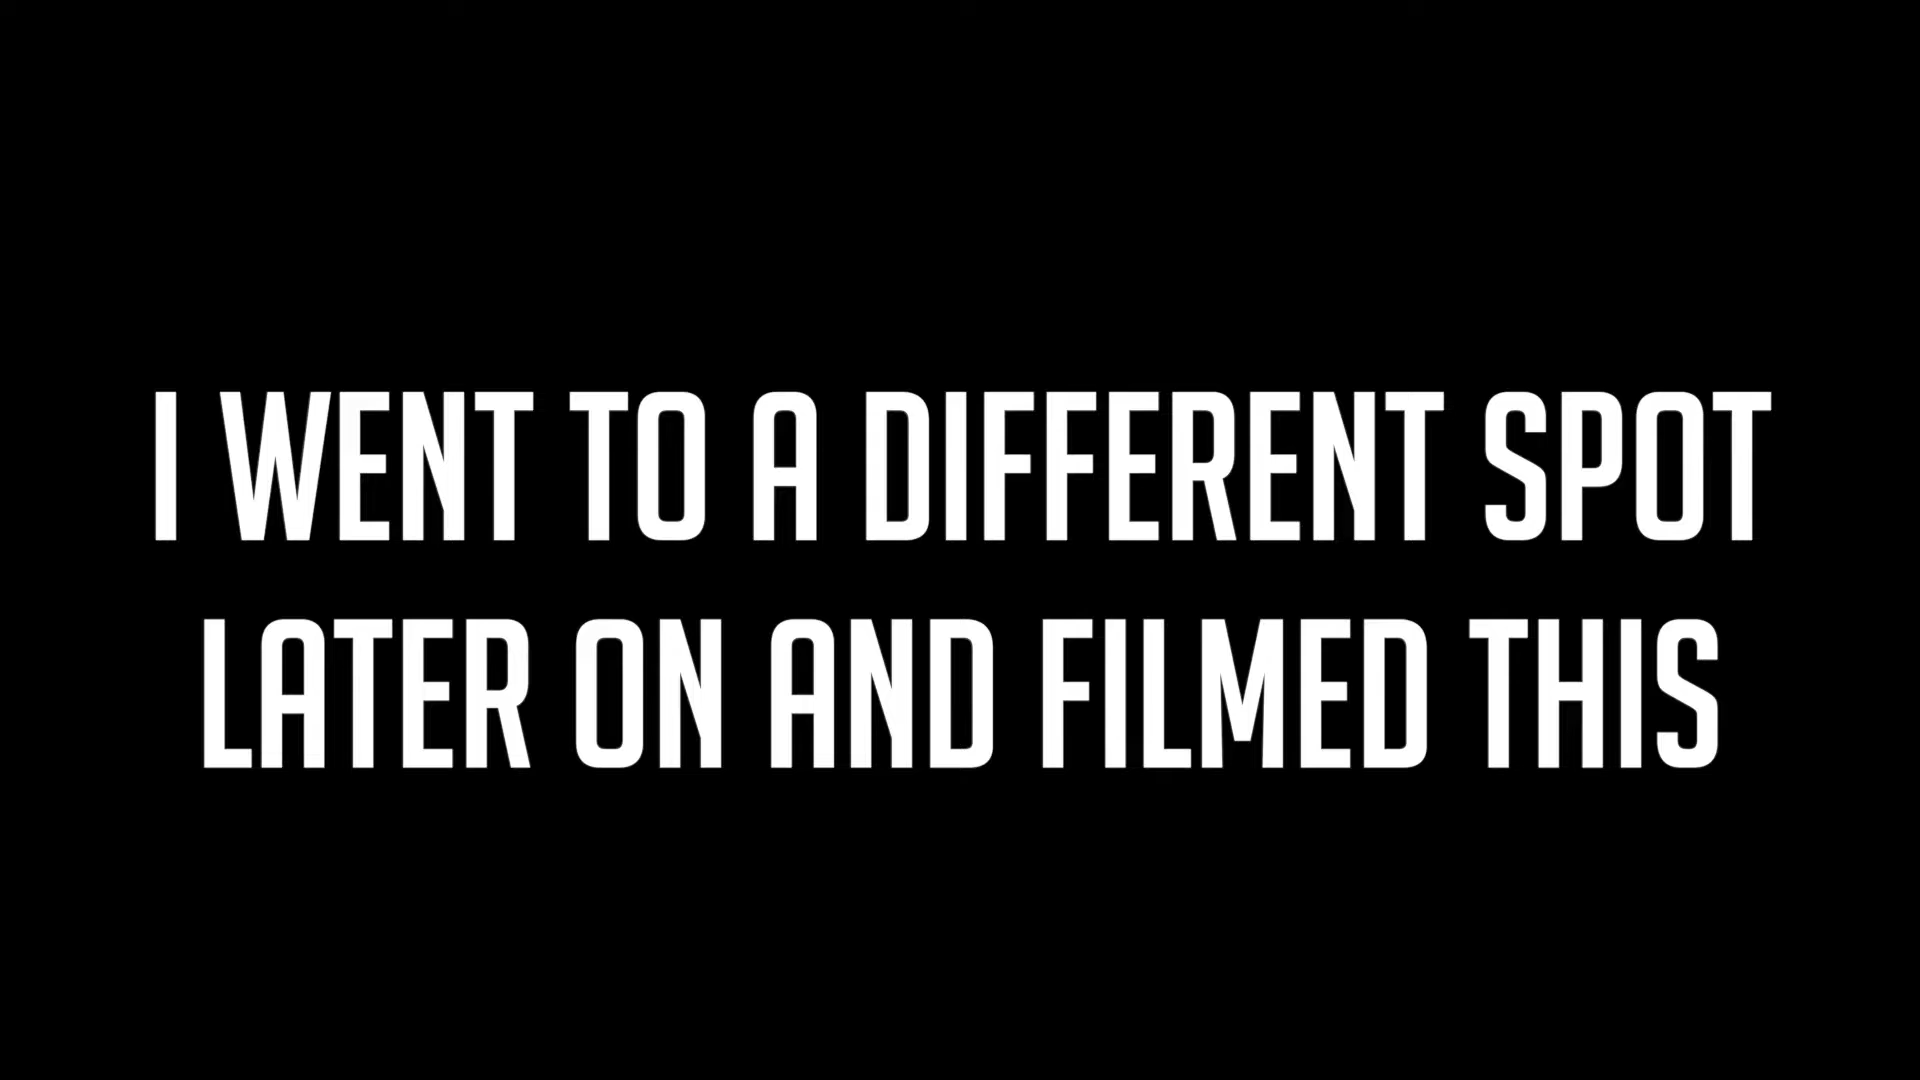 I WENT TO A DIFFERENT SPOT
LATER ON AND FILMED THIS